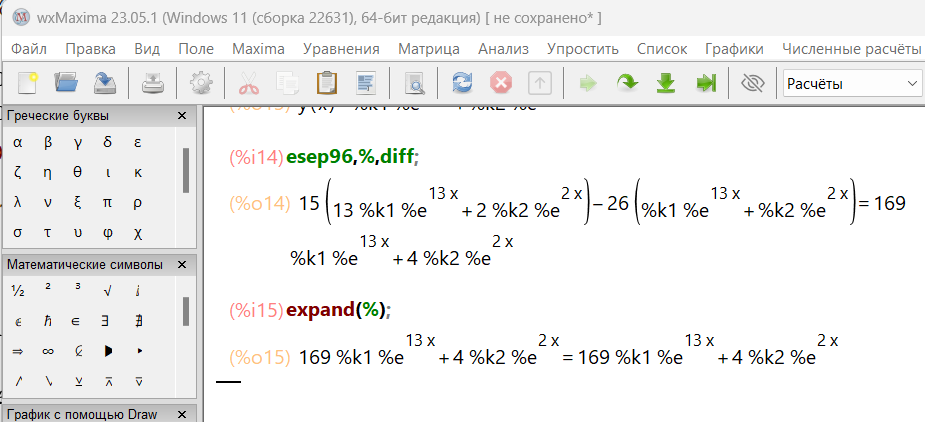 wxMaxima 23.05.1 (Windows 11 (сборка 22631), 64-бит редакция) [ не сохранено* ]
Файл Правка Вид Поле Maxima Уравнения Матрица Анализ Упростить Список Графики Численные расчёты
Расчёты
Греческие буквы ×
α β γ δ ε
ζ η θ ι κ
λ ν ξ π ρ
σ τ υ φ χ
Математические символы ×
½ ² ³ √ ⅈ
ϵ ℏ ∈ ∃ ∄
⇒ ∞
График с помощью Draw ×
(%i14) esep96,%,diff;
(%o14) 15 (13 %k1 %e^13 x + 2 %k2 %e^2 x) − 26 (%k1 %e^13 x + %k2 %e^2 x) = 169
%k1 %e^13 x + 4 %k2 %e^2 x
(%i15) expand(%);
(%o15) 169 %k1 %e^13 x + 4 %k2 %e^2 x = 169 %k1 %e^13 x + 4 %k2 %e^2 x